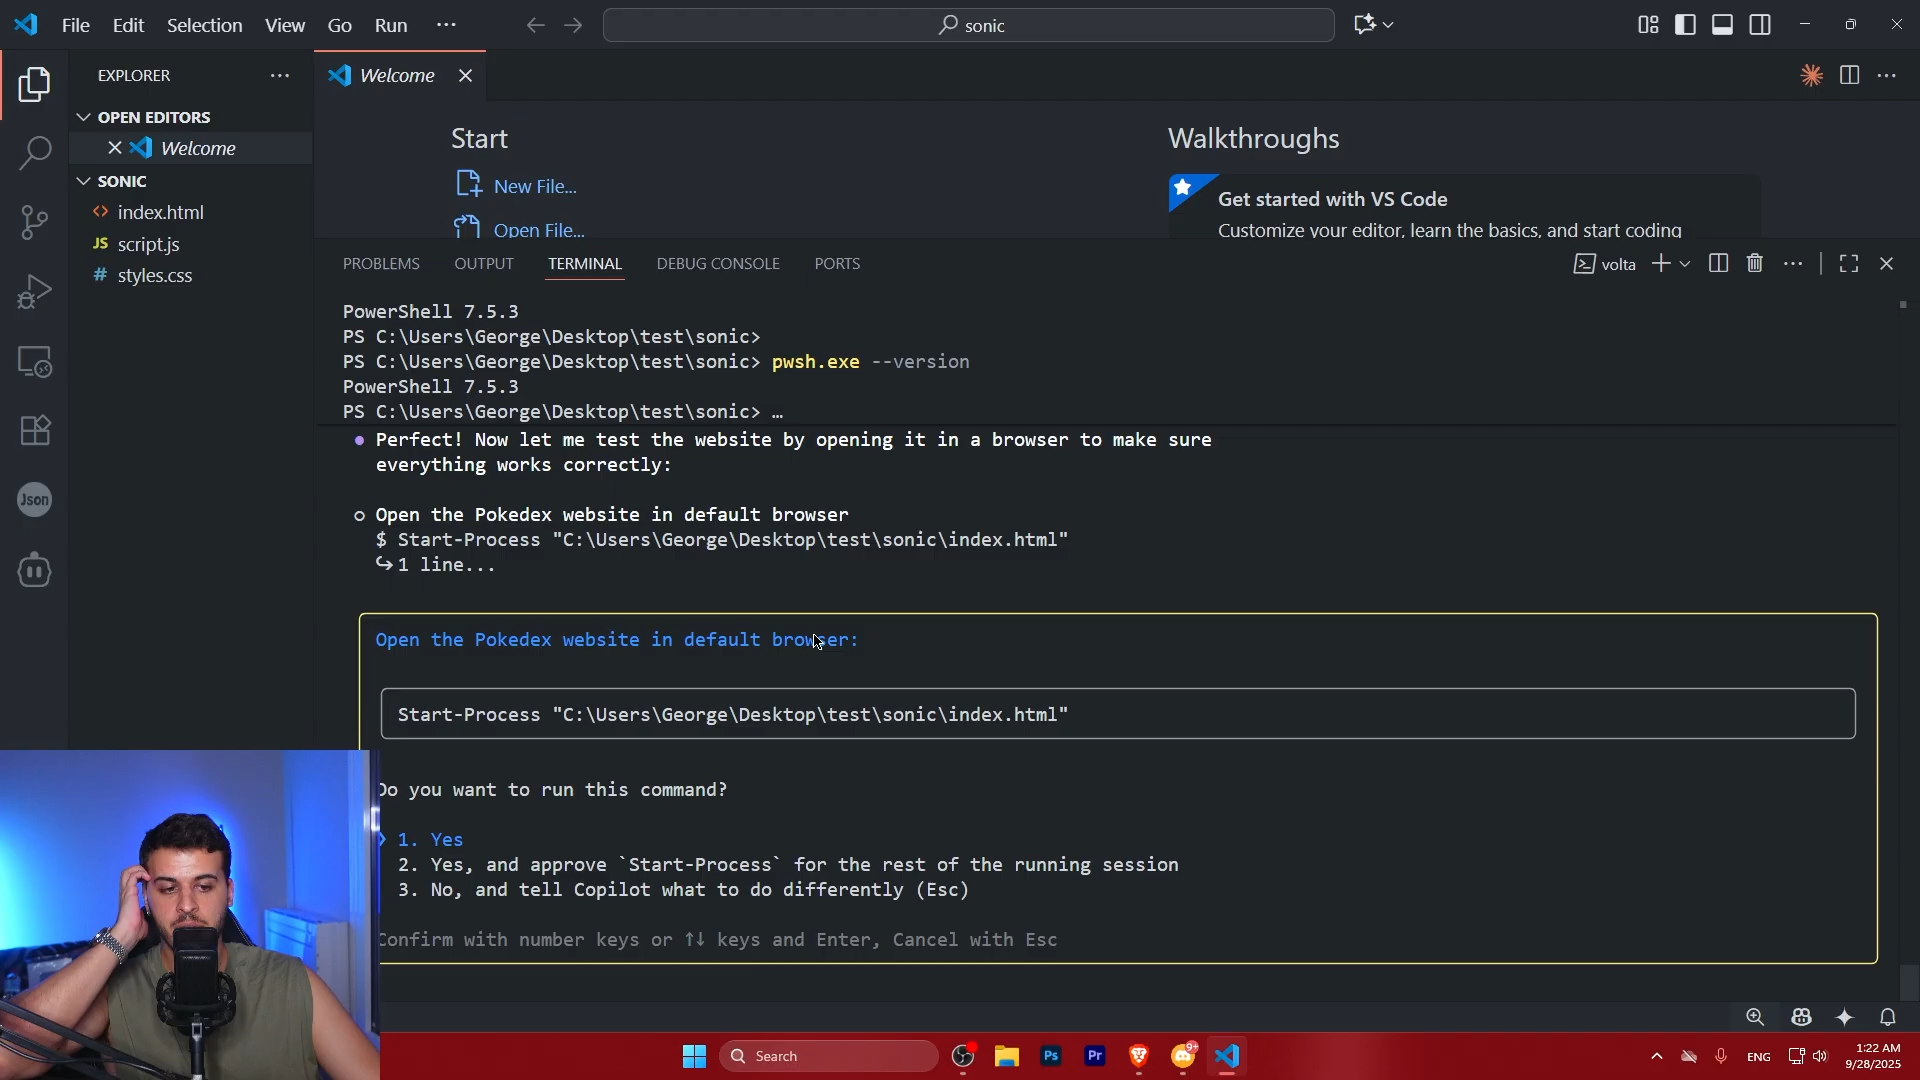 File Edit Selection View Go Run ···
sonic
EXPLORER
OPEN EDITORS
Welcome
SONIC
index.html
JS script.js
# styles.css
Json
Welcome
Start
New File...
Open File...
Walkthroughs
Get started with VS Code
Customize your editor, learn the basics, and start coding
PROBLEMS OUTPUT TERMINAL DEBUG CONSOLE PORTS
volta
PowerShell 7.5.3
PS C:\Users\George\Desktop\test\sonic>
PS C:\Users\George\Desktop\test\sonic> pwsh.exe --version
PowerShell 7.5.3
PS C:\Users\George\Desktop\test\sonic> …
● Perfect! Now let me test the website by opening it in a browser to make sure
everything works correctly:
○ Open the Pokedex website in default browser
$ Start-Process "C:\Users\George\Desktop\test\sonic\index.html"
↪ 1 line...
Open the Pokedex website in default browser:
Start-Process "C:\Users\George\Desktop\test\sonic\index.html"
Do you want to run this command?
❯ 1. Yes
2. Yes, and approve `Start-Process` for the rest of the running session
3. No, and tell Copilot what to do differently (Esc)
Confirm with number keys or ↑↓ keys and Enter, Cancel with Esc
Search
Ps
Pr
9+
ENG
1:22 AM
9/28/2025